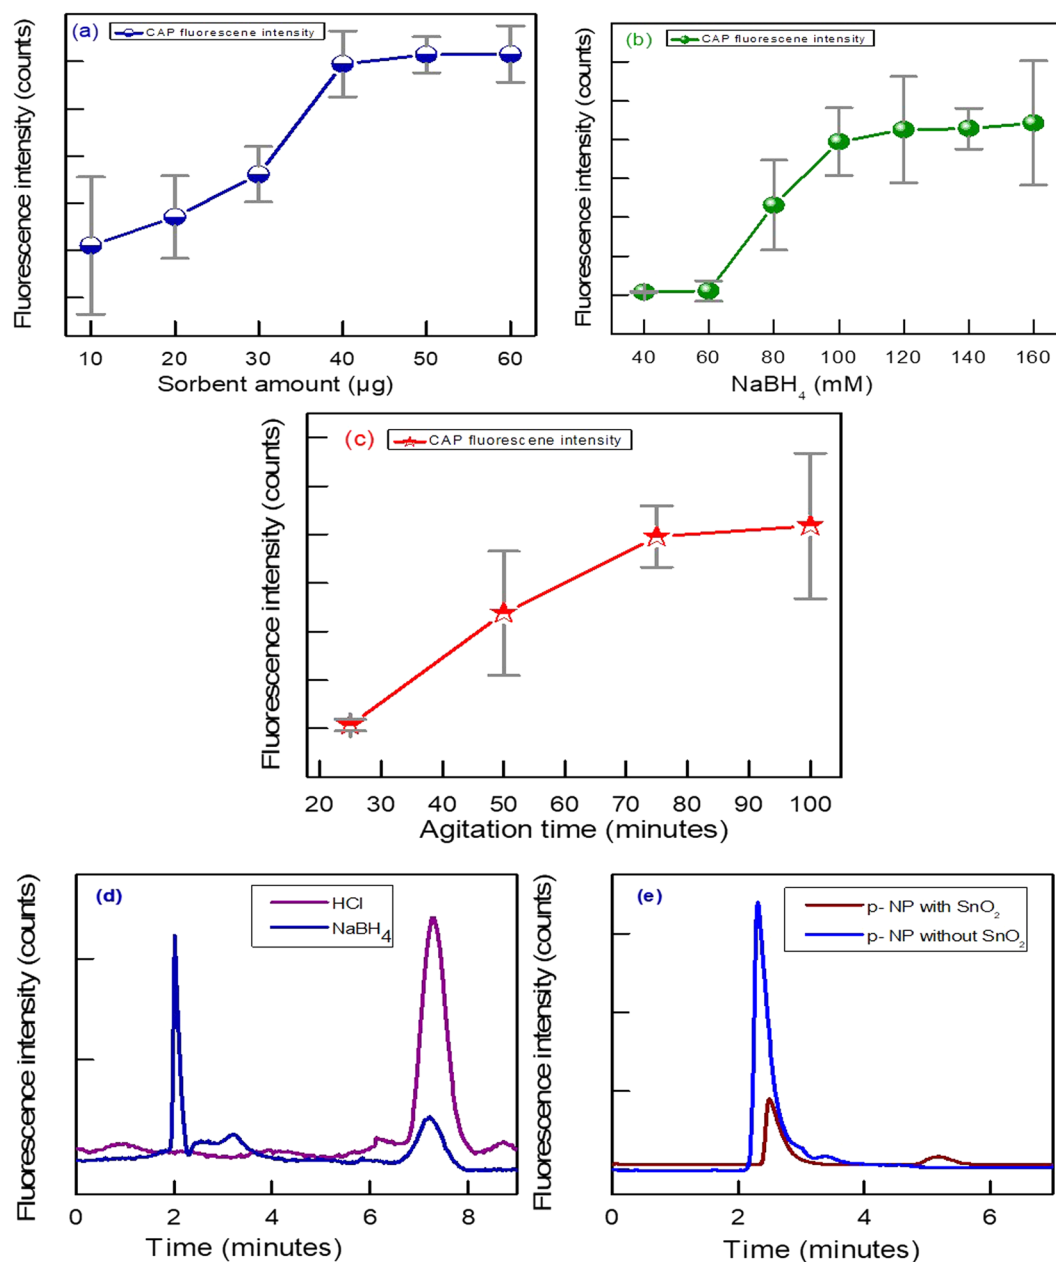 (a) CAP fluorescene intensity
Fluorescence intensity (counts)
10 20 30 40 50 60
Sorbent amount (µg)
(b) CAP fluorescene intensity
Fluorescence intensity (counts)
40 60 80 100 120 140 160
NaBH4 (mM)
(c) CAP fluorescene intensity
Fluorescence intensity (counts)
20 30 40 50 60 70 80 90 100
Agitation time (minutes)
(d)
HCl
NaBH4
Fluorescence intensity (counts)
0 2 4 6 8
Time (minutes)
(e)
p- NP with SnO2
p- NP without SnO2
Fluorescence intensity (counts)
0 2 4 6
Time (minutes)